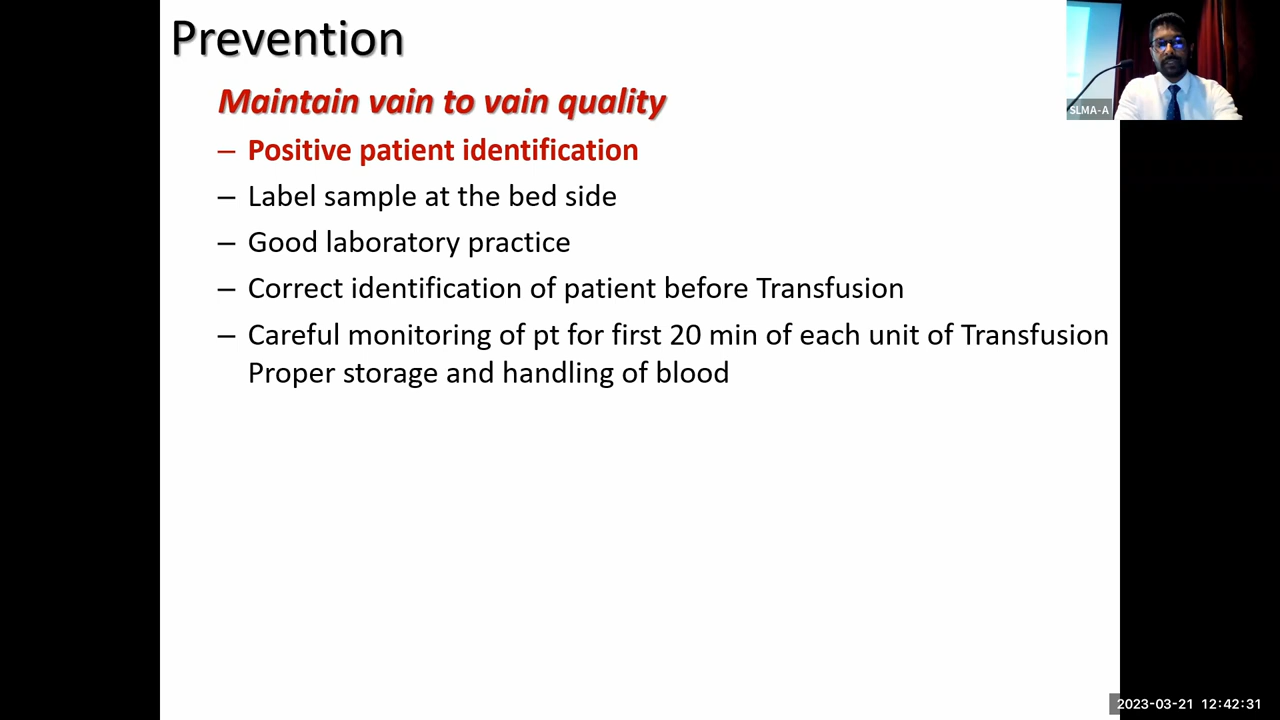 Prevention
Maintain vain to vain quality
– Positive patient identification
– Label sample at the bed side
– Good laboratory practice
– Correct identification of patient before Transfusion
– Careful monitoring of pt for first 20 min of each unit of Transfusion
Proper storage and handling of blood
SLMA-A
2023-03-21 12:42:31